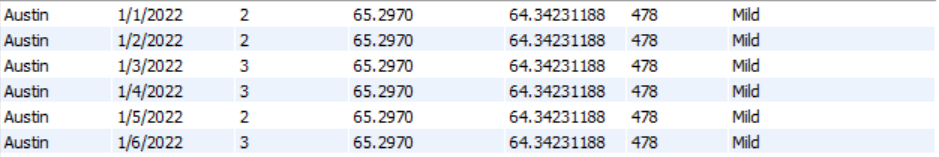 Austin 1/1/2022 2 65.2970 64.34231188 478 Mild
Austin 1/2/2022 2 65.2970 64.34231188 478 Mild
Austin 1/3/2022 3 65.2970 64.34231188 478 Mild
Austin 1/4/2022 3 65.2970 64.34231188 478 Mild
Austin 1/5/2022 2 65.2970 64.34231188 478 Mild
Austin 1/6/2022 3 65.2970 64.34231188 478 Mild